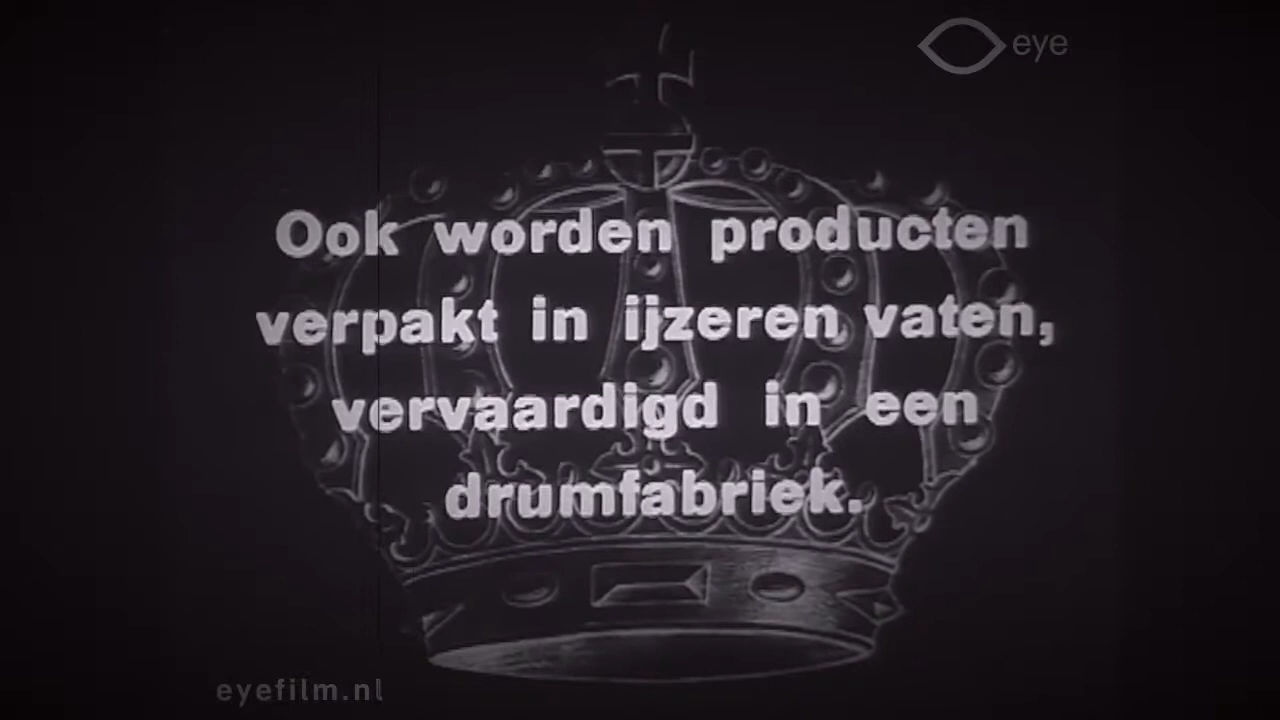 eye
Ook worden producten
verpakt in ijzeren vaten,
vervaardigd in een
drumfabriek.
eyefilm.nl